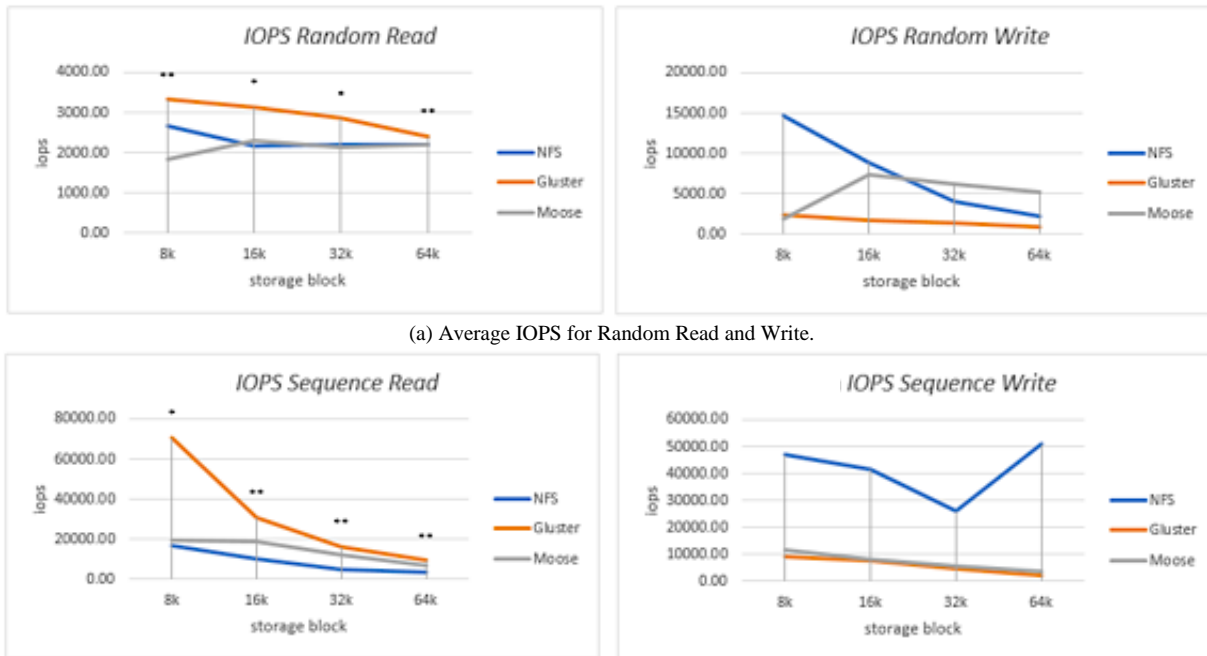 IOPS Random Read
4000.00
3000.00
2000.00
1000.00
0.00
iops
** * * **
8k 16k 32k 64k
storage block
NFS
Gluster
Moose
IOPS Random Write
20000.00
15000.00
10000.00
5000.00
0.00
iops
8k 16k 32k 64k
storage block
NFS
Gluster
Moose
(a) Average IOPS for Random Read and Write.
IOPS Sequence Read
80000.00
60000.00
40000.00
20000.00
0.00
iops
* ** ** **
8k 16k 32k 64k
storage block
NFS
Gluster
Moose
IOPS Sequence Write
60000.00
50000.00
40000.00
30000.00
20000.00
10000.00
0.00
iops
8k 16k 32k 64k
storage block
NFS
Gluster
Moose